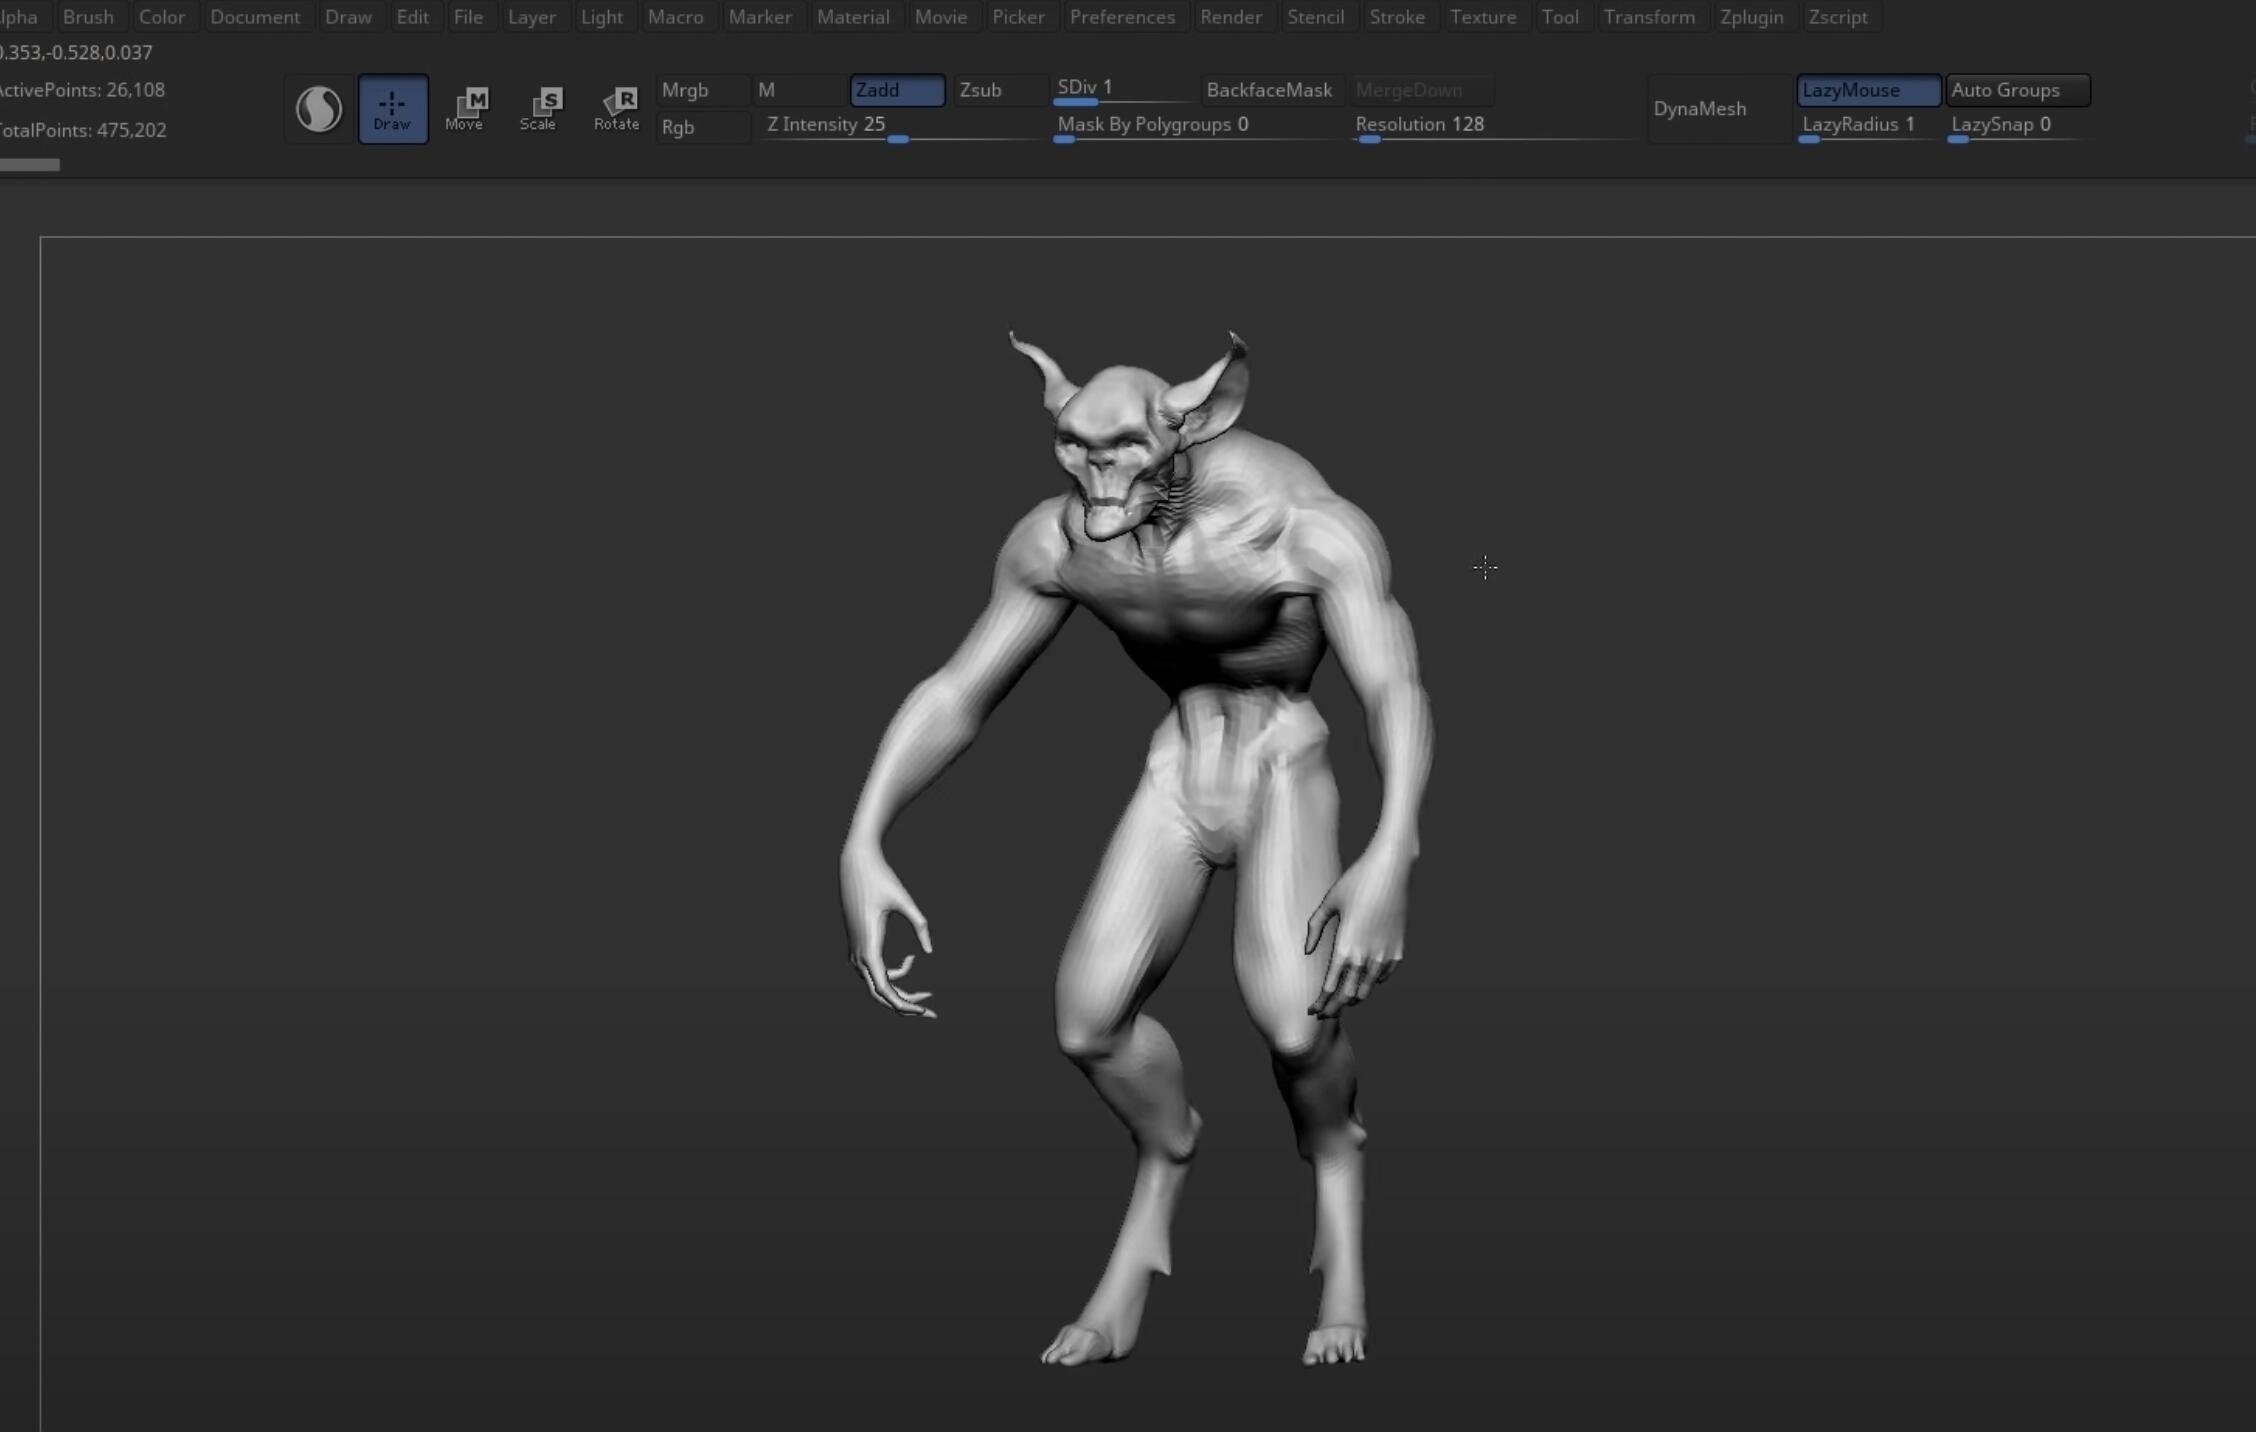 lpha Brush Color Document Draw Edit File Layer Light Macro Marker Material Movie Picker Preferences Render Stencil Stroke Texture Tool Transform Zplugin Zscript
0.353,-0.528,0.037
ActivePoints: 26,108
TotalPoints: 475,202
Draw
M
Move
S
Scale
R
Rotate
Mrgb M Zadd Zsub
Rgb Z Intensity 25
SDiv 1 BackfaceMask MergeDown
Mask By Polygroups 0 Resolution 128
DynaMesh
LazyMouse Auto Groups
LazyRadius 1 LazySnap 0